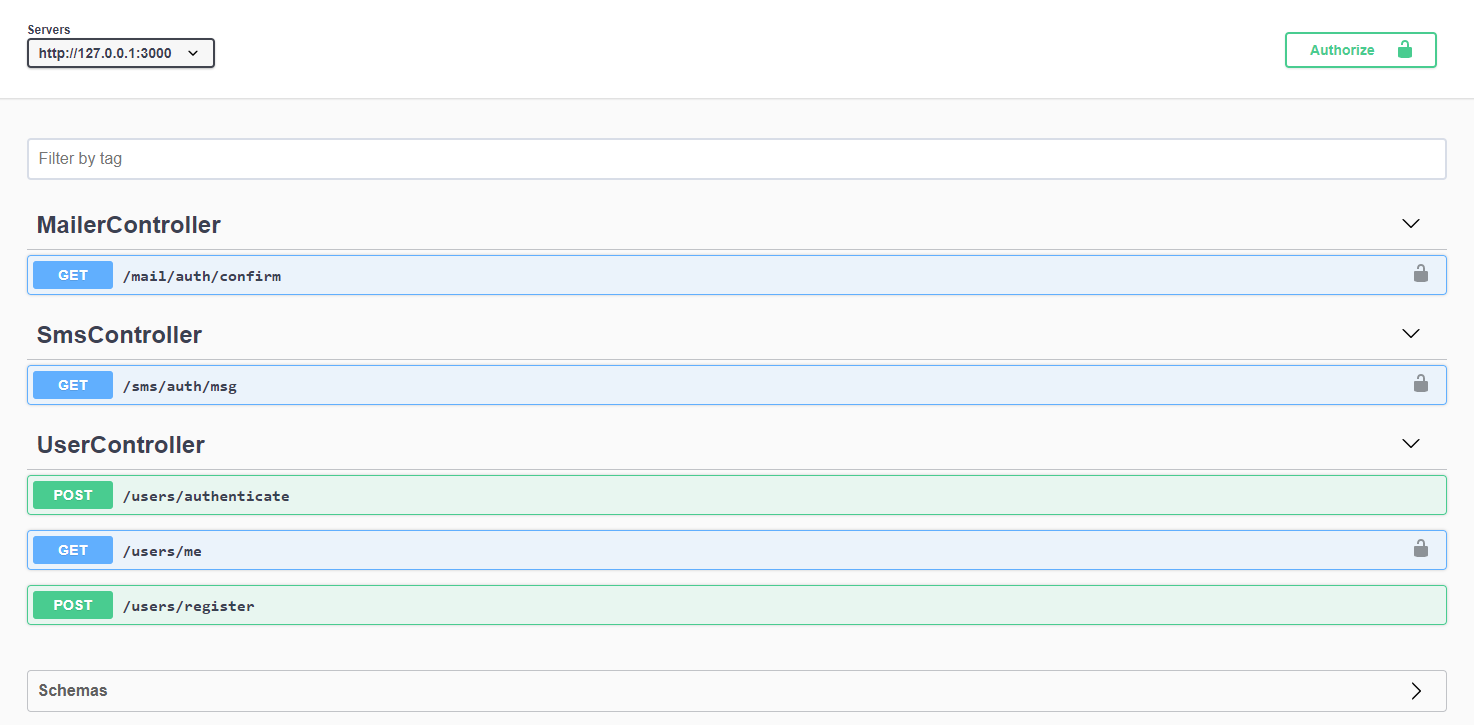 Servers
http://127.0.0.1:3000
Authorize
Filter by tag
MailerController
GET /mail/auth/confirm
SmsController
GET /sms/auth/msg
UserController
POST /users/authenticate
GET /users/me
POST /users/register
Schemas